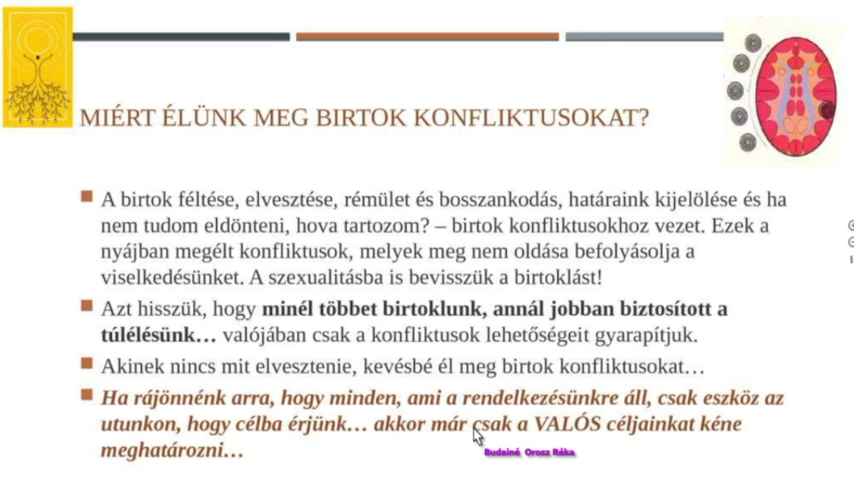 MIÉRT ÉLÜNK MEG BIRTOK KONFLIKTUSOKAT?
A birtok féltése, elvesztése, rémület és bosszankodás, határaink kijelölése és ha
nem tudom eldönteni, hova tartozom? – birtok konfliktusokhoz vezet. Ezek a
nyájban megélt konfliktusok, melyek meg nem oldása befolyásolja a
viselkedésünket. A szexualitásba is bevisszük a birtoklást!
Azt hisszük, hogy minél többet birtoklunk, annál jobban biztosított a
túlélésünk… valójában csak a konfliktusok lehetőségeit gyarapítjuk.
Akinek nincs mit elvesztenie, kevésbé él meg birtok konfliktusokat…
Ha rájönnénk arra, hogy minden, ami a rendelkezésünkre áll, csak eszköz az
utunkon, hogy célba érjünk… akkor már csak a VALÓS céljainkat kéne
meghatározni…
Budainé Orosz Réka